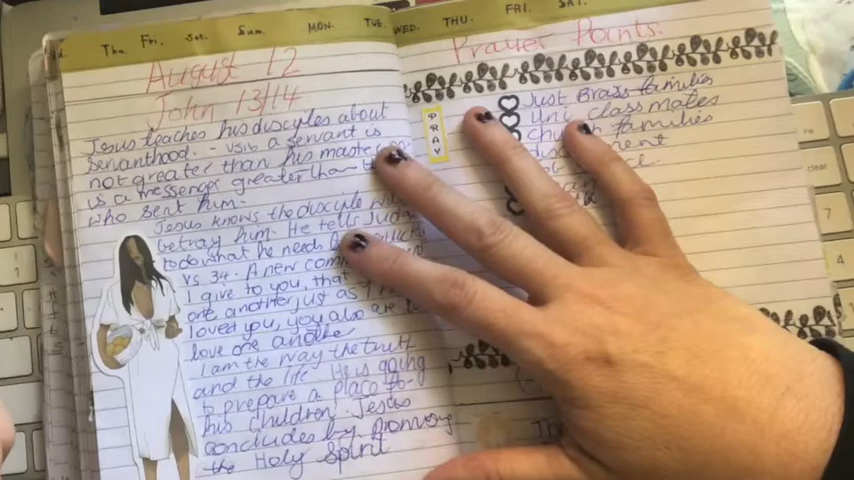 Thu. Fri. Sat. Sun. MON. TUE.
August 12
John 13/14
Jesus teaches his disciples about
servanthood. - vs16 a servant is
not greater than his master
is a messenger greater than
who sent him.
Jesus knows the disciple
betray him. He tells
to do what he needs
vs 34. A new
I give to you, that
one another just as I
loved you, you also are
love one another
I am the way the truth
and the life. He is going
to prepare a place
his children. Jesus
concludes by promising
the Holy Spirit
WED. THU. FRI. SAT.
Prayer Points.
PRAY
Just Brass families
Uni classmates
Church families